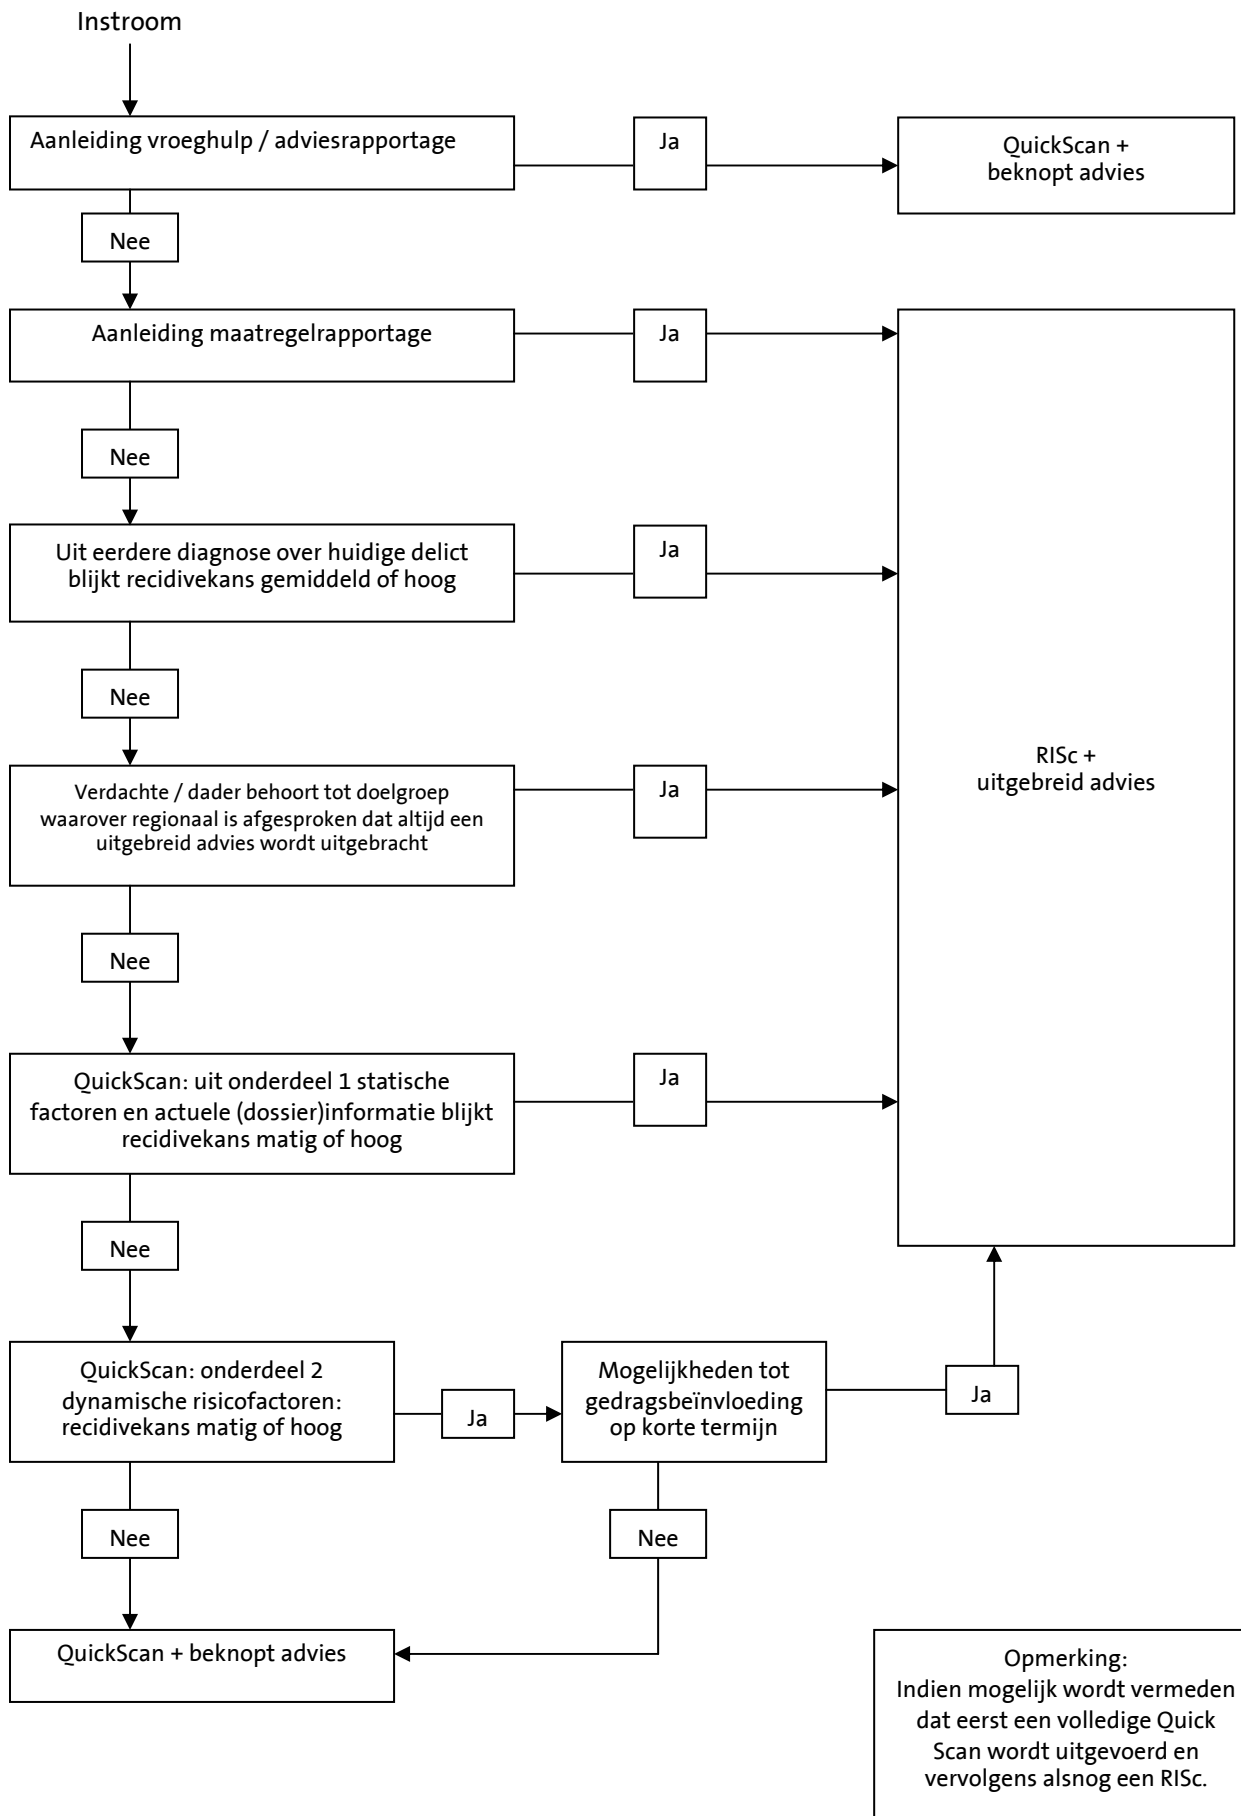 Instroom
Aanleiding vroeghulp / adviesrapportage
Ja
QuickScan +
beknopt advies
Nee
Aanleiding maatregelrapportage
Ja
Nee
Uit eerdere diagnose over huidige delict
blijkt recidivekans gemiddeld of hoog
Ja
Nee
Verdachte / dader behoort tot doelgroep
waarover regionaal is afgesproken dat altijd een
uitgebreid advies wordt uitgebracht
Ja
RISc +
uitgebreid advies
Nee
QuickScan: uit onderdeel 1 statische
factoren en actuele (dossier)informatie blijkt
recidivekans matig of hoog
Ja
Nee
QuickScan: onderdeel 2
dynamische risicofactoren:
recidivekans matig of hoog
Ja
Mogelijkheden tot
gedragsbeïnvloeding
op korte termijn
Ja
Nee
Nee
QuickScan + beknopt advies
Opmerking:
Indien mogelijk wordt vermeden
dat eerst een volledige Quick
Scan wordt uitgevoerd en
vervolgens alsnog een RISc.